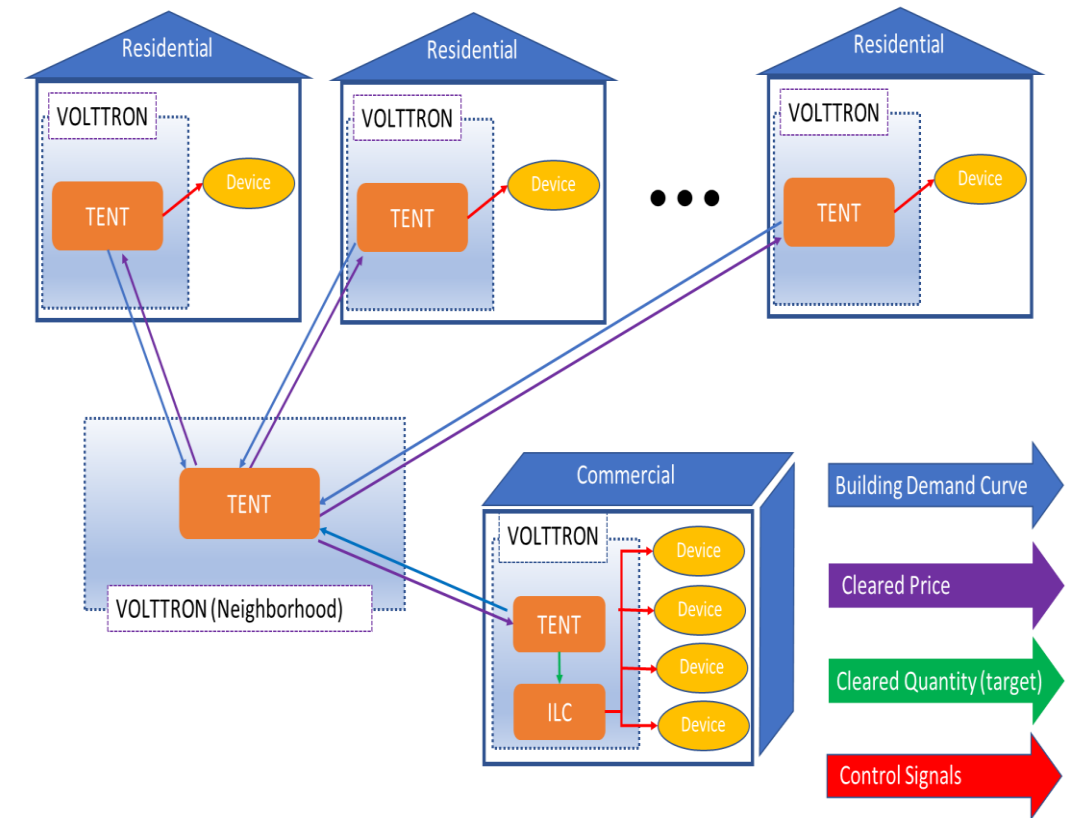 Residential
Residential
Residential
VOLTTRON
VOLTTRON
VOLTTRON
Device
Device
Device
TENT
TENT
TENT
TENT
VOLTTRON (Neighborhood)
Commercial
VOLTTRON
Device
Device
Device
Device
TENT
ILC
Building Demand Curve
Cleared Price
Cleared Quantity (target)
Control Signals